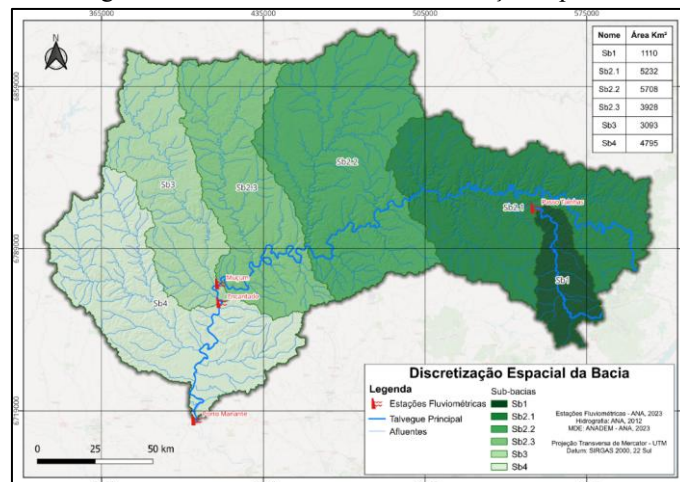 365000 435000 505000 575000
N
6859000
6789000
6719000
Nome Área Km²
Sb1 1110
Sb2.1 5232
Sb2.2 5708
Sb2.3 3928
Sb3 3093
Sb4 4795
Sb3
Sb2.3
Sb2.2
Sb2.1
Passo Tainhas
Sb1
Sb4
Muçum
Encantado
0 25 50 km
Discretização Espacial da Bacia
Legenda
Estações Fluviométricas
Talvegue Principal
Afluentes
Sub-bacias
Sb1
Sb2.1
Sb2.2
Sb2.3
Sb3
Sb4
Estações Fluviométricas - ANA, 2023
Hidrografia: ANA, 2012
MDE: ANADEM - ANA, 2023
Projeção Transversa de Mercator - UTM
Datum: SIRGAS 2000, 22 Sul